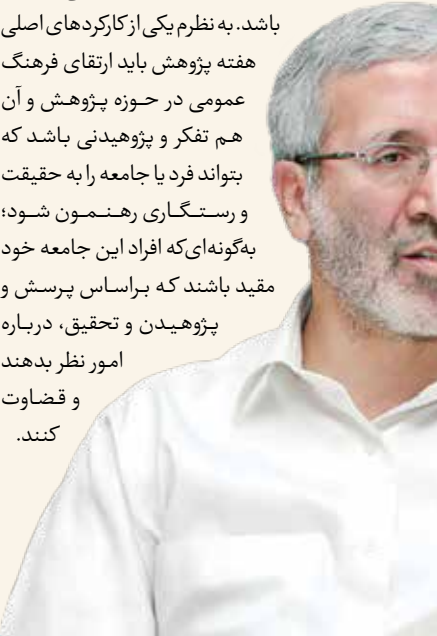 باشد. به نظرم یکی از کارکردهای اصلی
هفته پژوهش باید ارتقای فرهنگ
عمومی در حوزه پژوهش و آن
هم تفکر و پژوهیدنی باشد که
بتواند فرد یا جامعه را به حقیقت
و رستگاری رهنمون شود؛
به‌گونه‌ای‌که افراد این جامعه خود
مقید باشند که براساس پرسش و
پژوهیدن و تحقیق، درباره
امور نظر بدهند
و قضاوت
کنند.